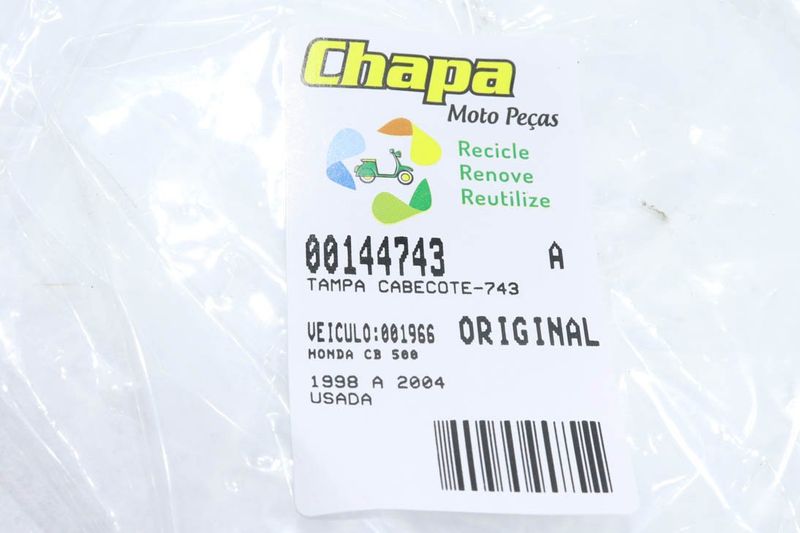 Chapa
Moto Peças
Recicle
Renove
Reutilize
00144743 A
TAMPA CABECOTE-743
VEICULO:001966 ORIGINAL
HONDA CB 500
1998 A 2004
USADA